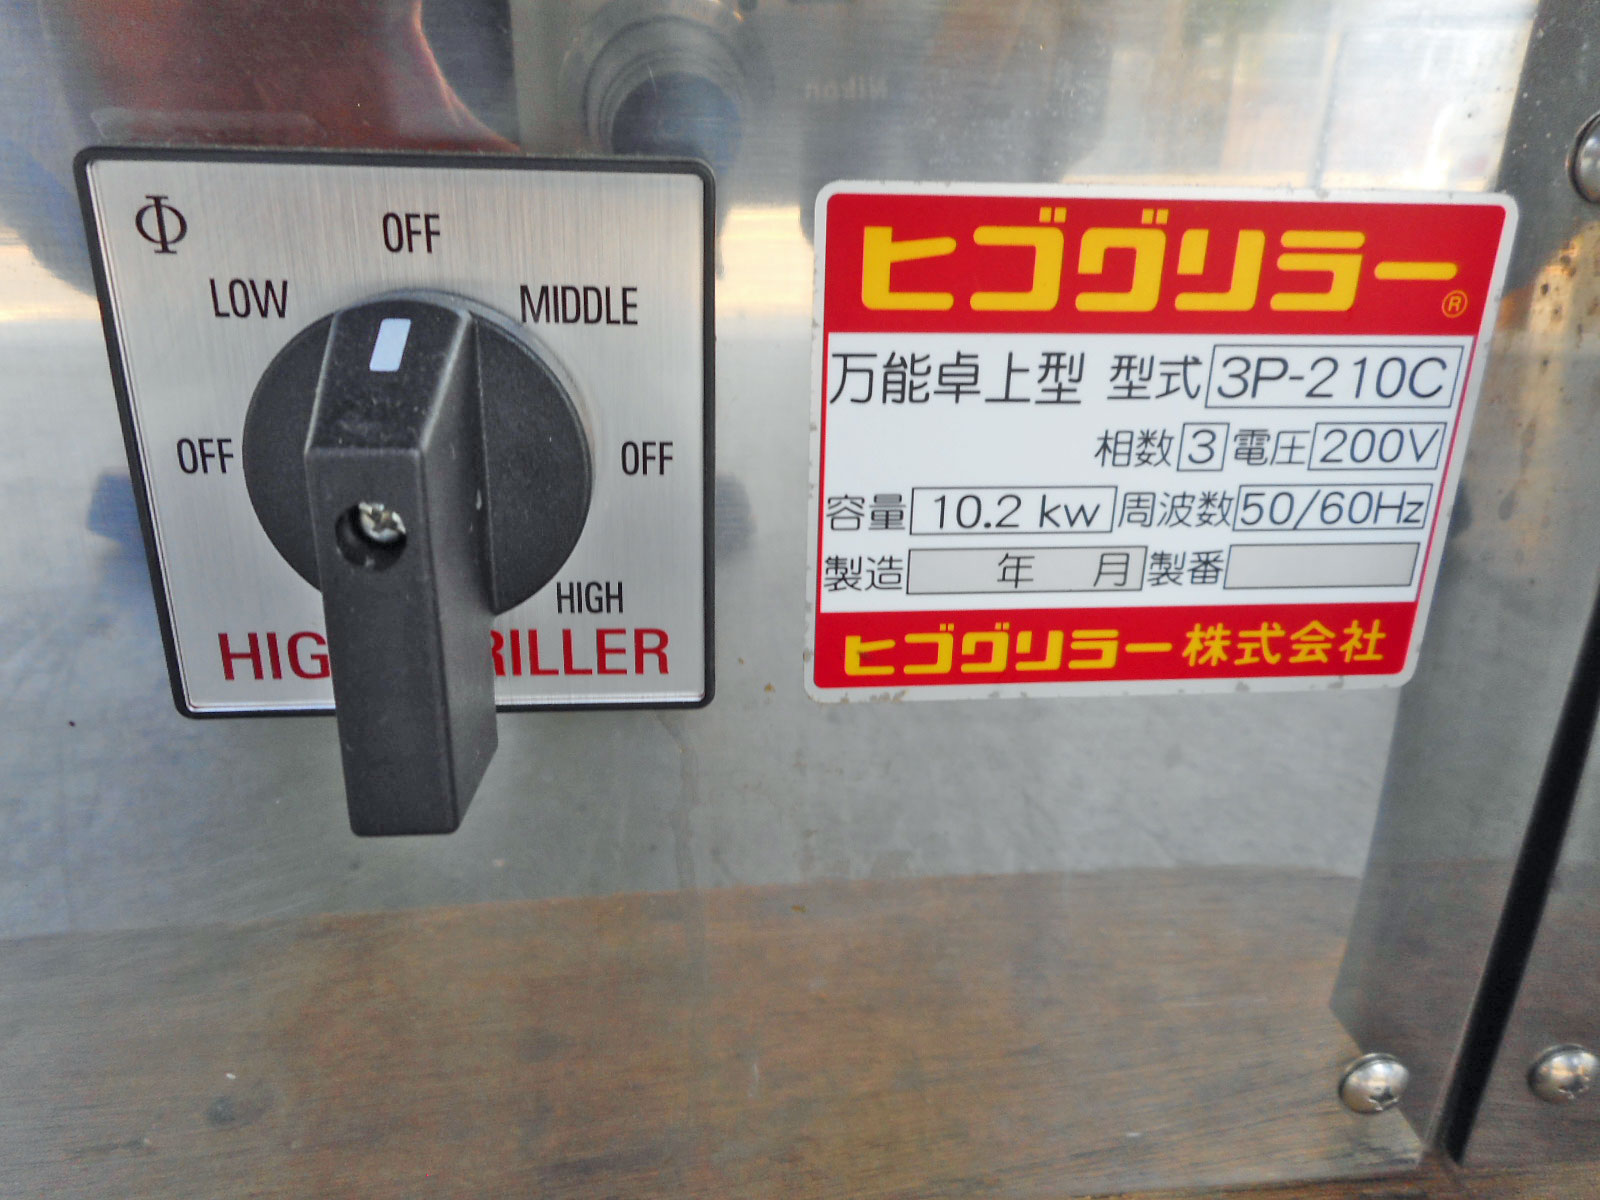 Φ
OFF
LOW
MIDDLE
OFF
OFF
HIGH
HIG RILLER
ヒゴグリラー®
万能卓上型 型式 3P-210C
相数 3 電圧 200V
容量 10.2 kw 周波数 50/60Hz
製造 年 月 製番
ヒゴグリラー株式会社
Nikon